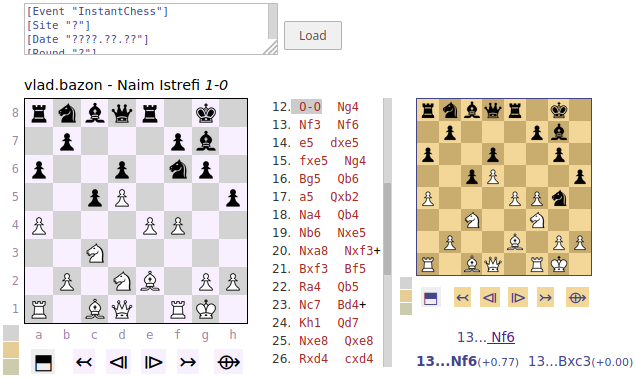 [Event "InstantChess"]
[Site "?"]
[Date "????.??.??"]
[Round "?"]
Load
vlad.bazon - Naim Istrefi 1-0
8
7
6
5
4
3
2
1
a b c d e f g h
12. O-O Ng4
13. Nf3 Nf6
14. e5 dxe5
15. fxe5 Ng4
16. Bg5 Qb6
17. a5 Qxb2
18. Na4 Qb4
19. Nb6 Nxe5
20. Nxa8 Nxf3+
21. Bxf3 Bf5
22. Ra4 Qb5
23. Nc7 Bd4+
24. Kh1 Qd7
25. Nxe8 Qxe8
26. Rxd4 cxd4
13... Nf6
13...Nf6(+0.77) 13...Bxc3(+0.00)